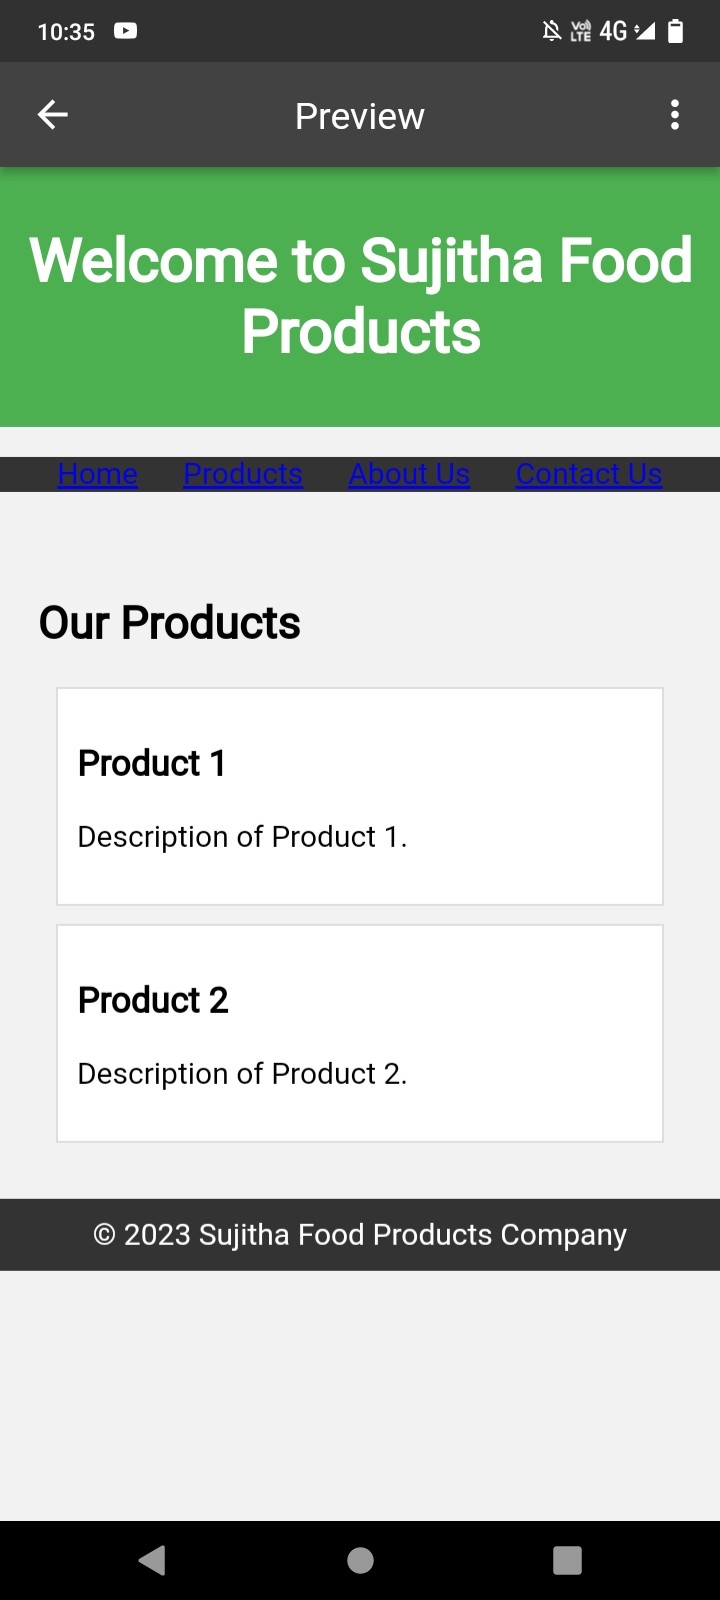 10:35 Vo) LTE 4G
Preview
Welcome to Sujitha Food
Products
Home Products About Us Contact Us
Our Products
Product 1
Description of Product 1.
Product 2
Description of Product 2.
© 2023 Sujitha Food Products Company